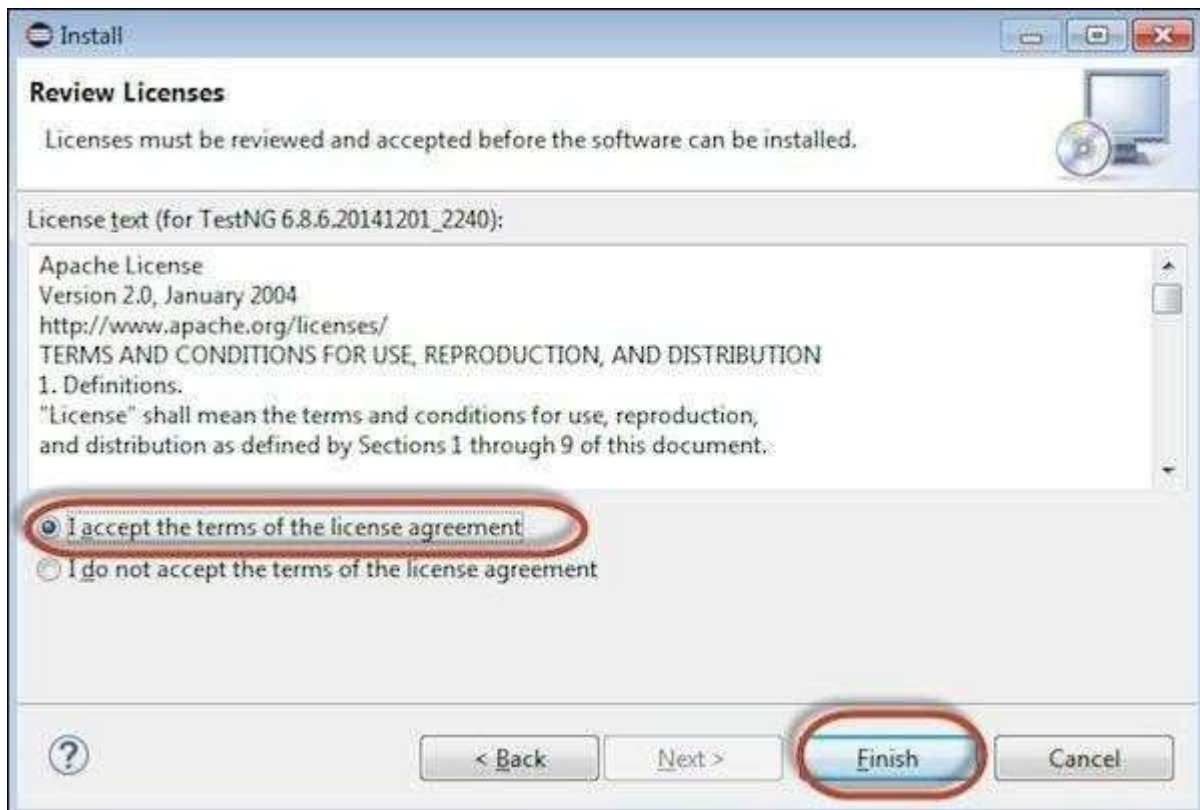 Install
Review Licenses
Licenses must be reviewed and accepted before the software can be installed.
License text (for TestNG 6.8.6.20141201_2240):
Apache License
Version 2.0, January 2004
http://www.apache.org/licenses/
TERMS AND CONDITIONS FOR USE, REPRODUCTION, AND DISTRIBUTION
1. Definitions.
"License" shall mean the terms and conditions for use, reproduction,
and distribution as defined by Sections 1 through 9 of this document.
I accept the terms of the license agreement
I do not accept the terms of the license agreement
? < Back Next > Finish Cancel